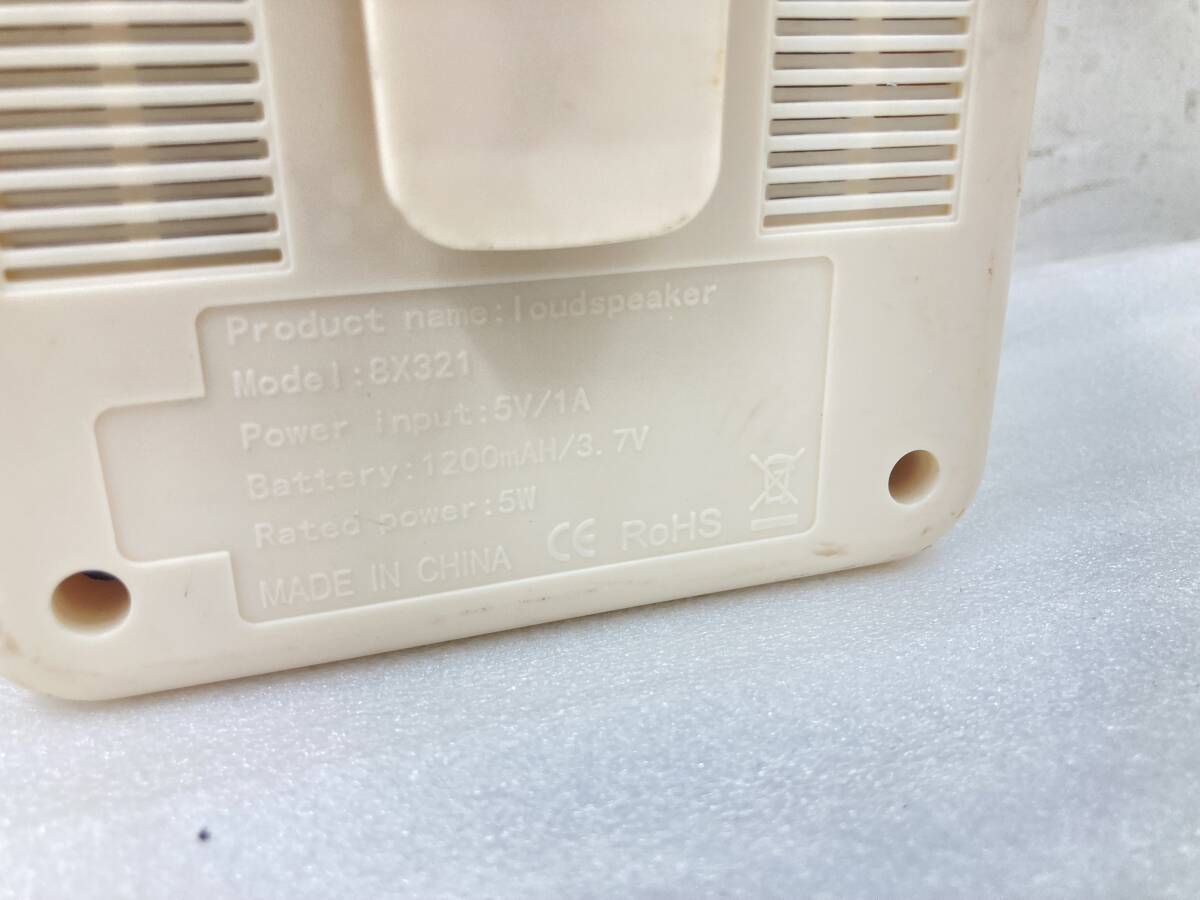 Product name:loudspeaker
Model:BX321
Power input:5V/1A
Battery:1200mAH/3.7V
Rated power:5W
MADE IN CHINA CE RoHS